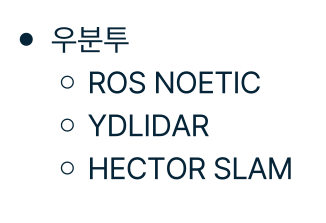 • 우분투
○ ROS NOETIC
○ YDLIDAR
○ HECTOR SLAM